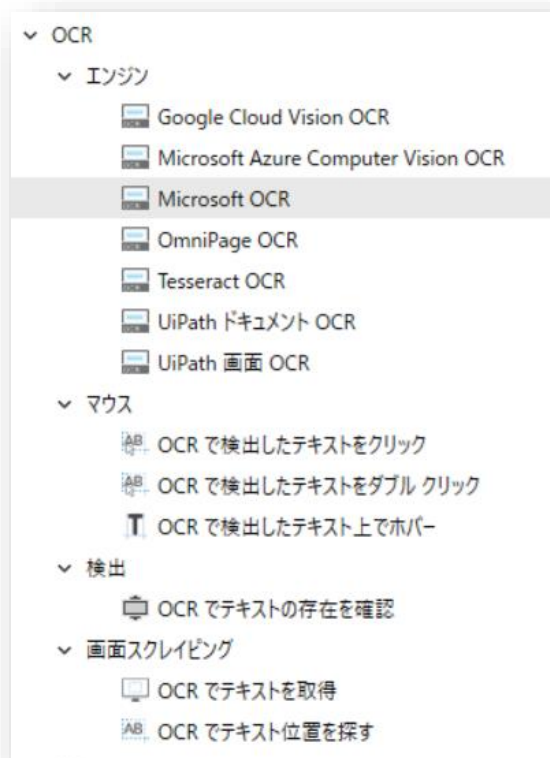 OCR
エンジン
Google Cloud Vision OCR
Microsoft Azure Computer Vision OCR
Microsoft OCR
OmniPage OCR
Tesseract OCR
UiPath ドキュメント OCR
UiPath 画面 OCR
マウス
OCR で検出したテキストをクリック
OCR で検出したテキストをダブル クリック
OCR で検出したテキスト上でホバー
検出
OCR でテキストの存在を確認
画面スクレイピング
OCR でテキストを取得
OCR でテキスト位置を探す